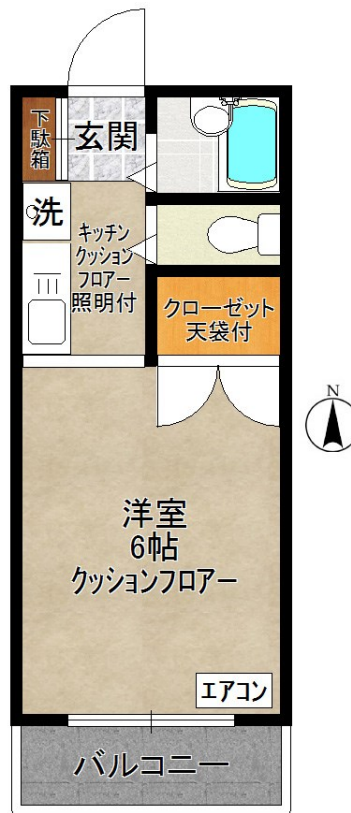 下
駄
箱
玄関
洗
キッチン
クッション
フロアー
照明付
クローゼット
天袋付
N
洋室
6帖
クッションフロアー
エアコン
バルコニー